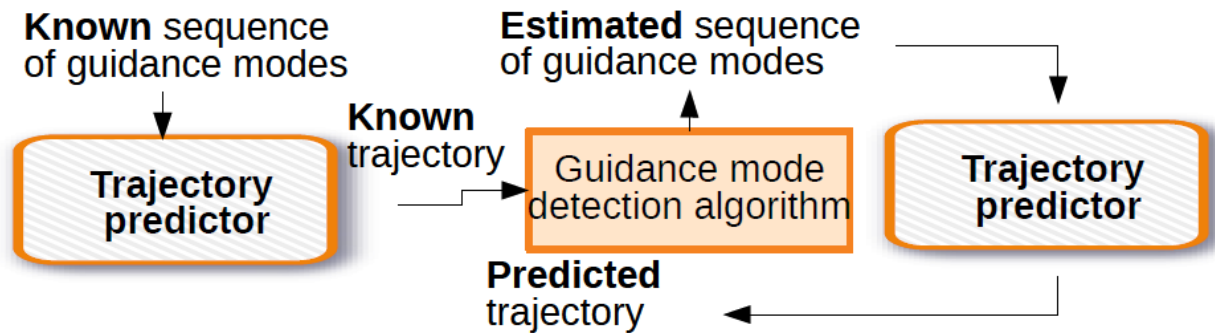 Known sequence
of guidance modes
Trajectory
predictor
Known
trajectory
Estimated sequence
of guidance modes
Guidance mode
detection algorithm
Trajectory
predictor
Predicted
trajectory